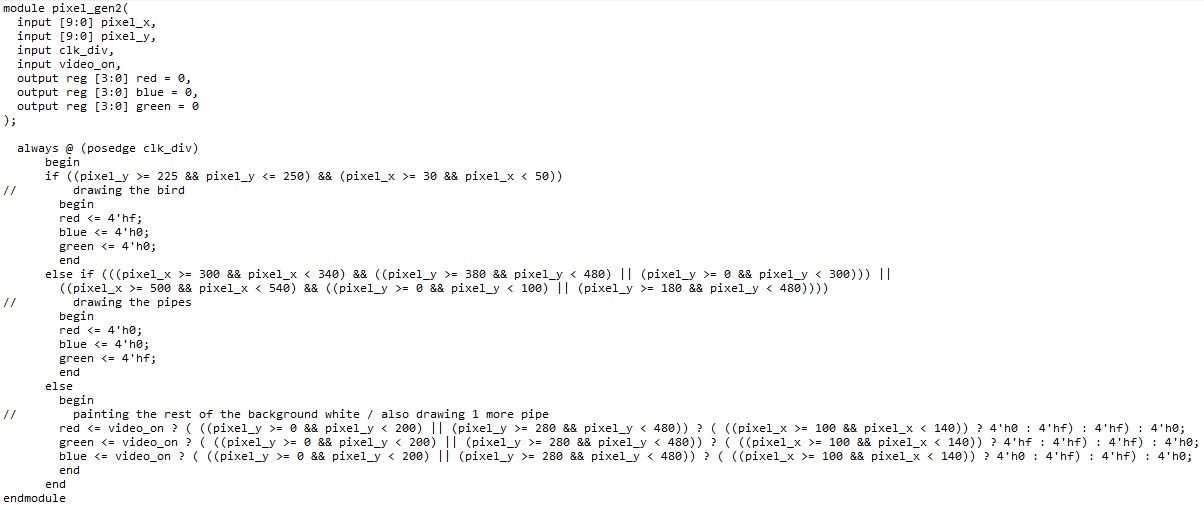 module pixel_gen2(
  input [9:0] pixel_x,
  input [9:0] pixel_y,
  input clk_div,
  input video_on,
  output reg [3:0] red = 0,
  output reg [3:0] blue = 0,
  output reg [3:0] green = 0
);

  always @ (posedge clk_div)
      begin
      if ((pixel_y >= 225 && pixel_y <= 250) && (pixel_x >= 30 && pixel_x < 50))
//        drawing the bird
        begin
        red <= 4'hf;
        blue <= 4'h0;
        green <= 4'h0;
        end
      else if (((pixel_x >= 300 && pixel_x < 340) && ((pixel_y >= 380 && pixel_y < 480) || (pixel_y >= 0 && pixel_y < 300))) ||
        ((pixel_x >= 500 && pixel_x < 540) && ((pixel_y >= 0 && pixel_y < 100) || (pixel_y >= 180 && pixel_y < 480))))
//        drawing the pipes
        begin
        red <= 4'h0;
        blue <= 4'h0;
        green <= 4'hf;
        end
      else
        begin
//        painting the rest of the background white / also drawing 1 more pipe
        red <= video_on ? ( ((pixel_y >= 0 && pixel_y < 200) || (pixel_y >= 280 && pixel_y < 480)) ? ( ((pixel_x >= 100 && pixel_x < 140)) ? 4'h0 : 4'hf) : 4'hf) : 4'h0;
        green <= video_on ? ( ((pixel_y >= 0 && pixel_y < 200) || (pixel_y >= 280 && pixel_y < 480)) ? ( ((pixel_x >= 100 && pixel_x < 140)) ? 4'hf : 4'hf) : 4'hf) : 4'h0;
        blue <= video_on ? ( ((pixel_y >= 0 && pixel_y < 200) || (pixel_y >= 280 && pixel_y < 480)) ? ( ((pixel_x >= 100 && pixel_x < 140)) ? 4'h0 : 4'hf) : 4'hf) : 4'h0;
        end
      end
endmodule